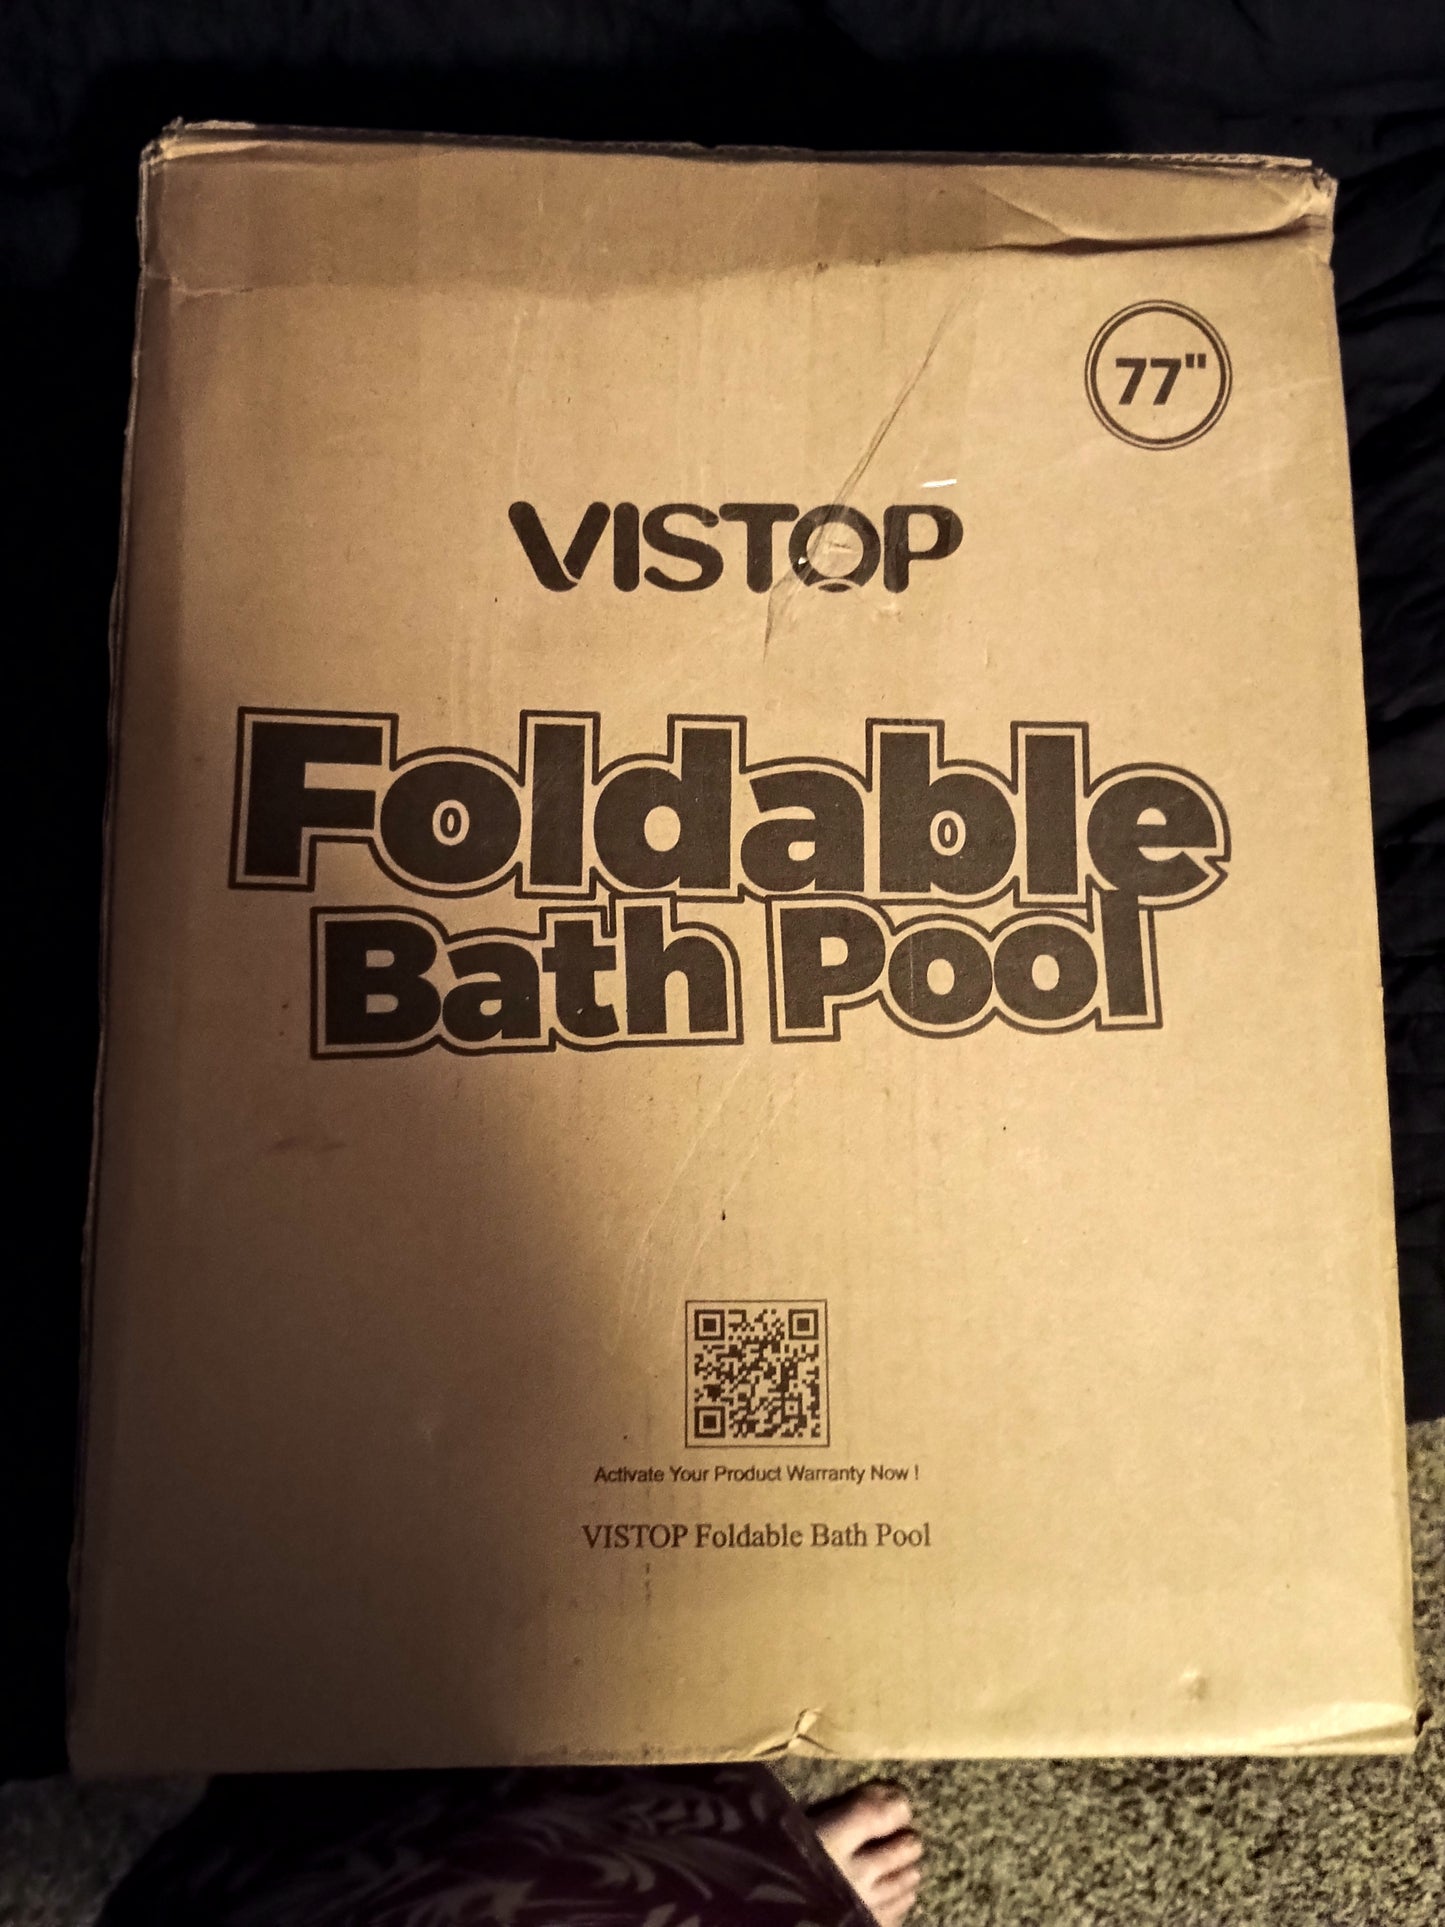 77"
VISTOP
Foldable
Bath Pool
Activate Your Product Warranty Now !
VISTOP Foldable Bath Pool